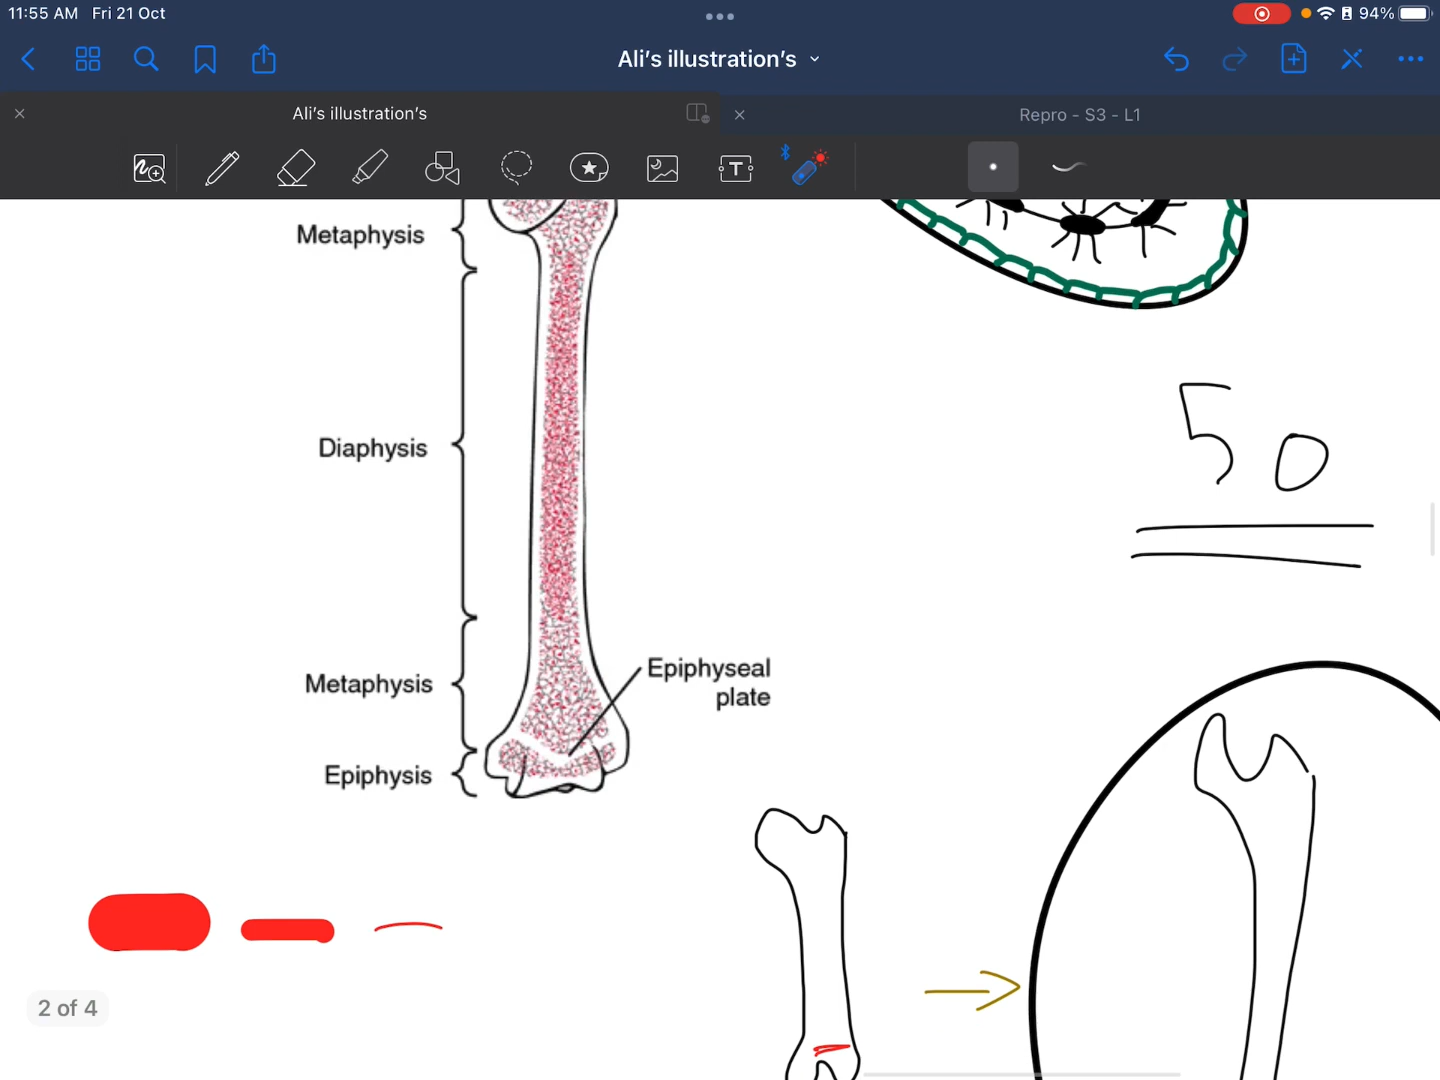 11:55 AM Fri 21 Oct
94%
Ali's illustration's
Ali's illustration's
Repro - S3 - L1
T
Metaphysis
Diaphysis
50
Metaphysis
Epiphyseal
plate
Epiphysis
2 of 4